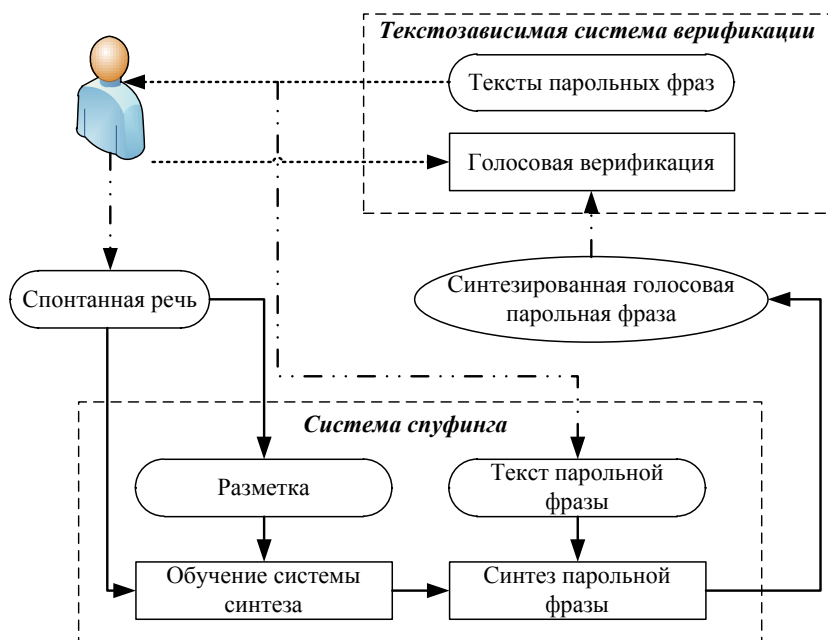 Текстозависимая система верификации
Тексты парольных фраз
Голосовая верификация
Спонтанная речь
Синтезированная голосовая
парольная фраза
Система спуфинга
Разметка
Текст парольной
фразы
Обучение системы
синтеза
Синтез парольной
фразы